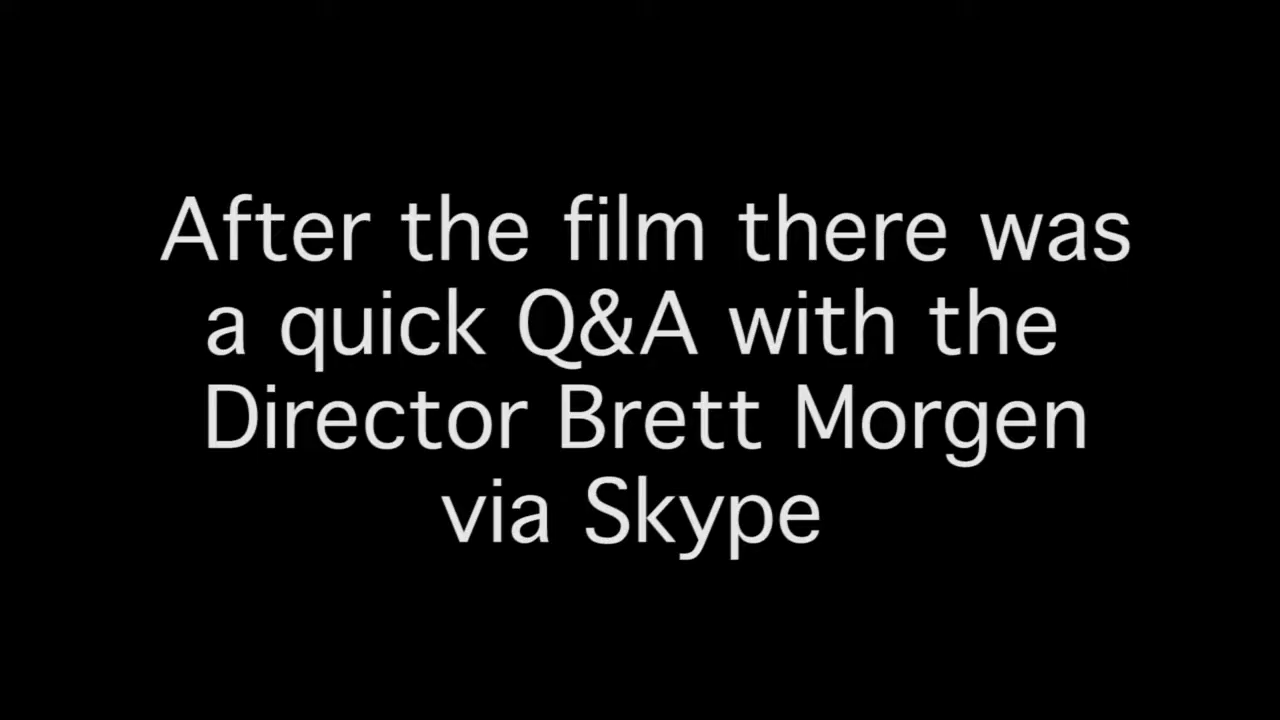 After the film there was
a quick Q&A with the
Director Brett Morgen
via Skype